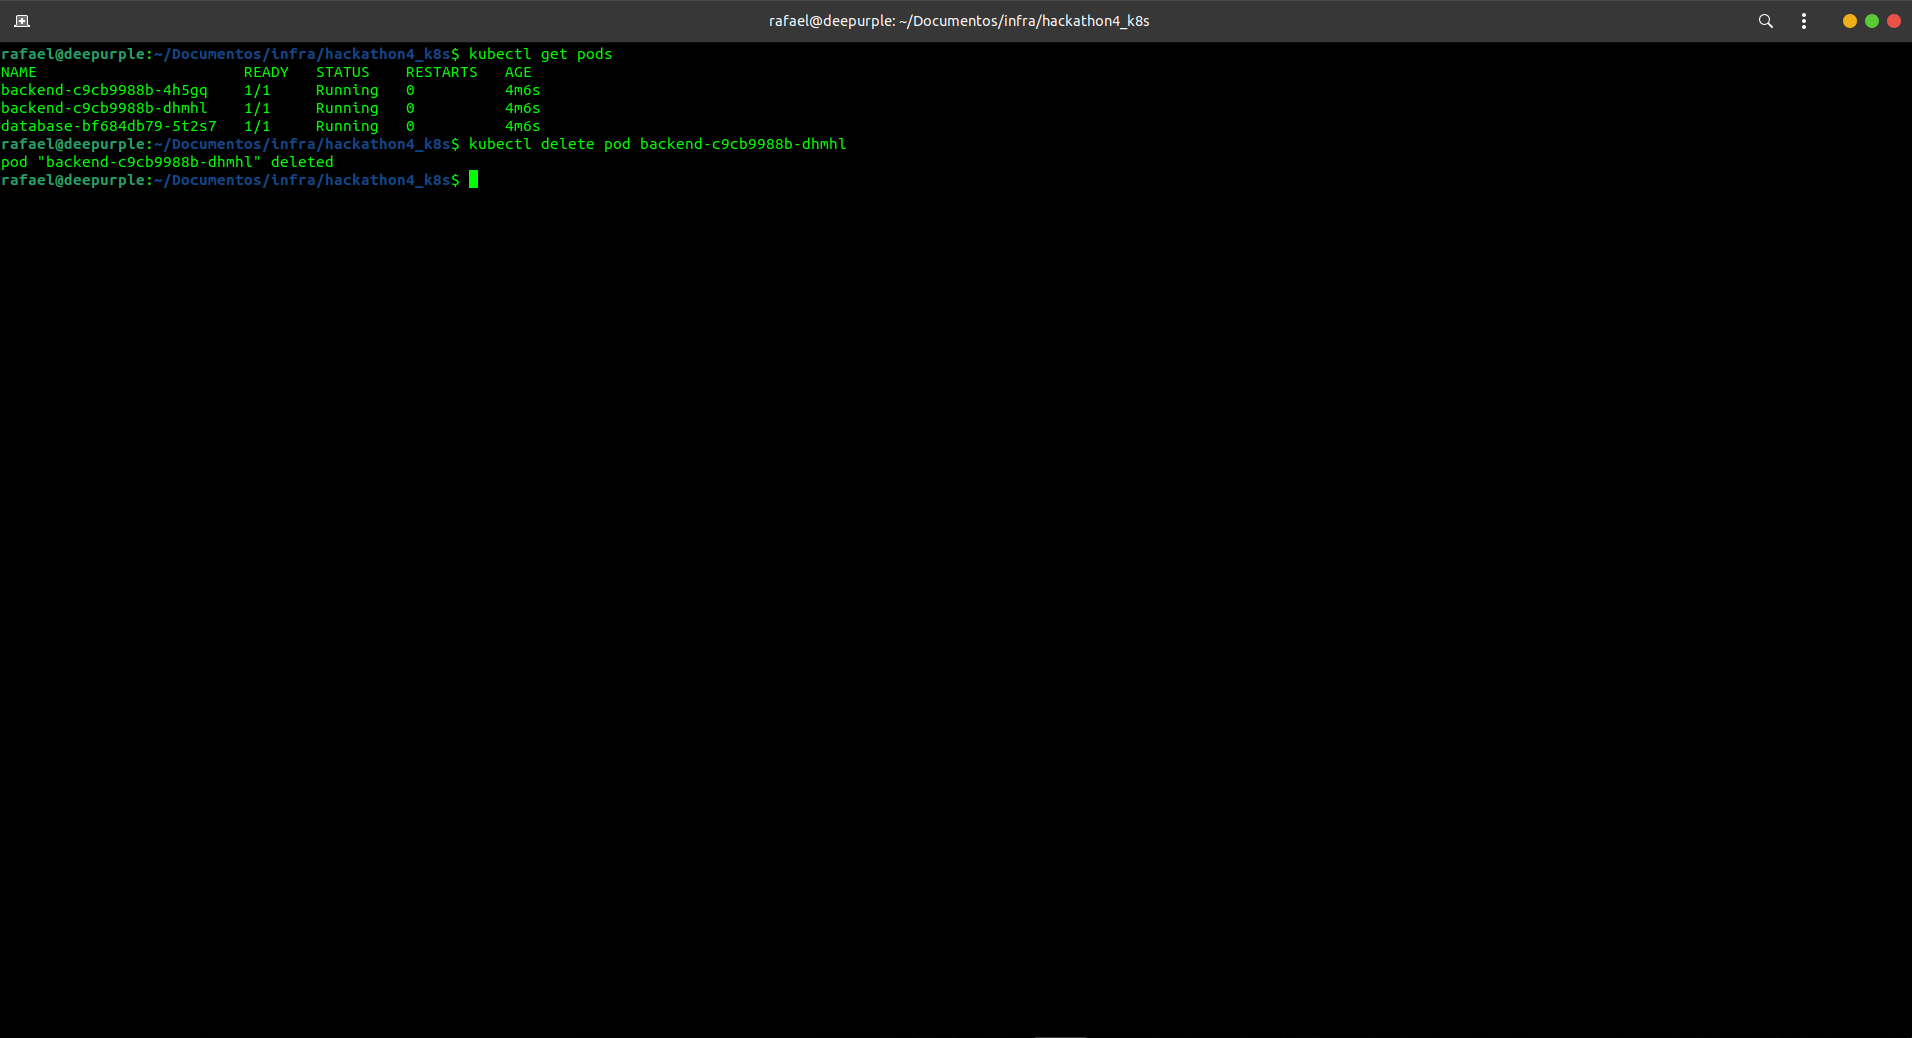 rafael@deepurple: ~/Documentos/infra/hackathon4_k8s
rafael@deepurple:~/Documentos/infra/hackathon4_k8s$ kubectl get pods
NAME                       READY   STATUS    RESTARTS   AGE
backend-c9cb9988b-4h5gq    1/1     Running   0          4m6s
backend-c9cb9988b-dhmhl    1/1     Running   0          4m6s
database-bf684db79-5t2s7   1/1     Running   0          4m6s
rafael@deepurple:~/Documentos/infra/hackathon4_k8s$ kubectl delete pod backend-c9cb9988b-dhmhl
pod "backend-c9cb9988b-dhmhl" deleted
rafael@deepurple:~/Documentos/infra/hackathon4_k8s$